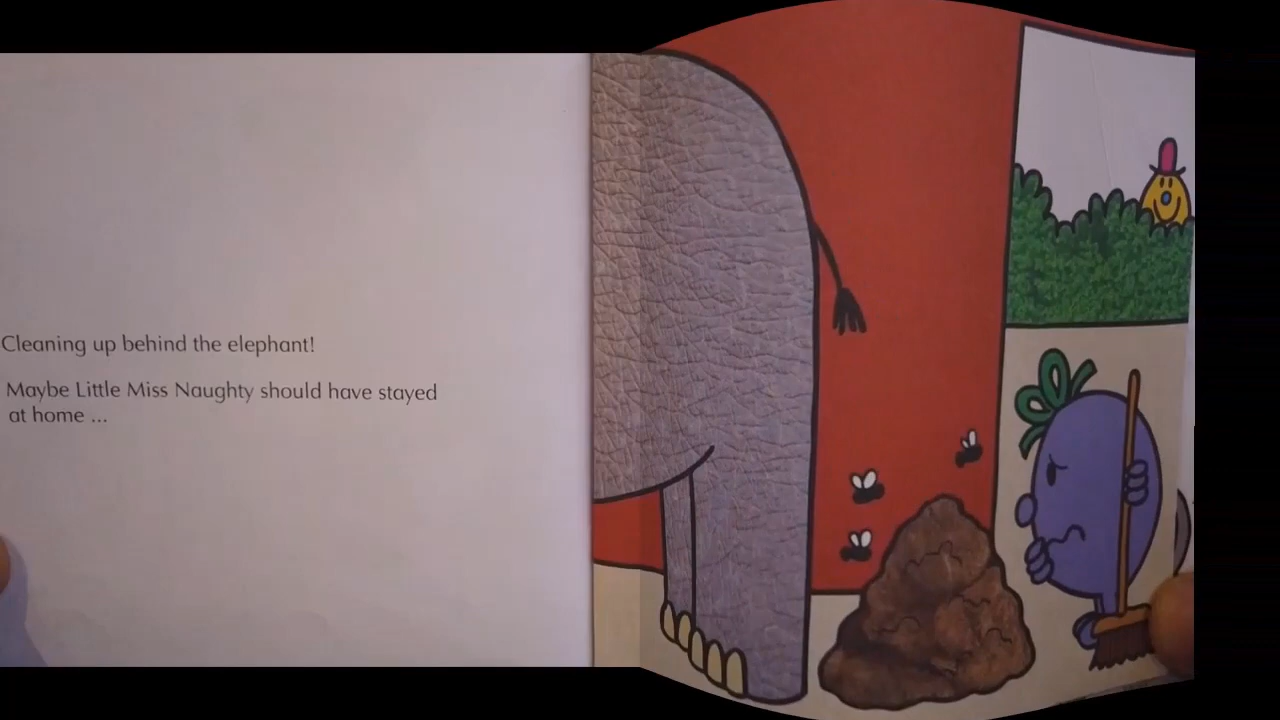 Cleaning up behind the elephant!
Maybe Little Miss Naughty should have stayed
at home ...